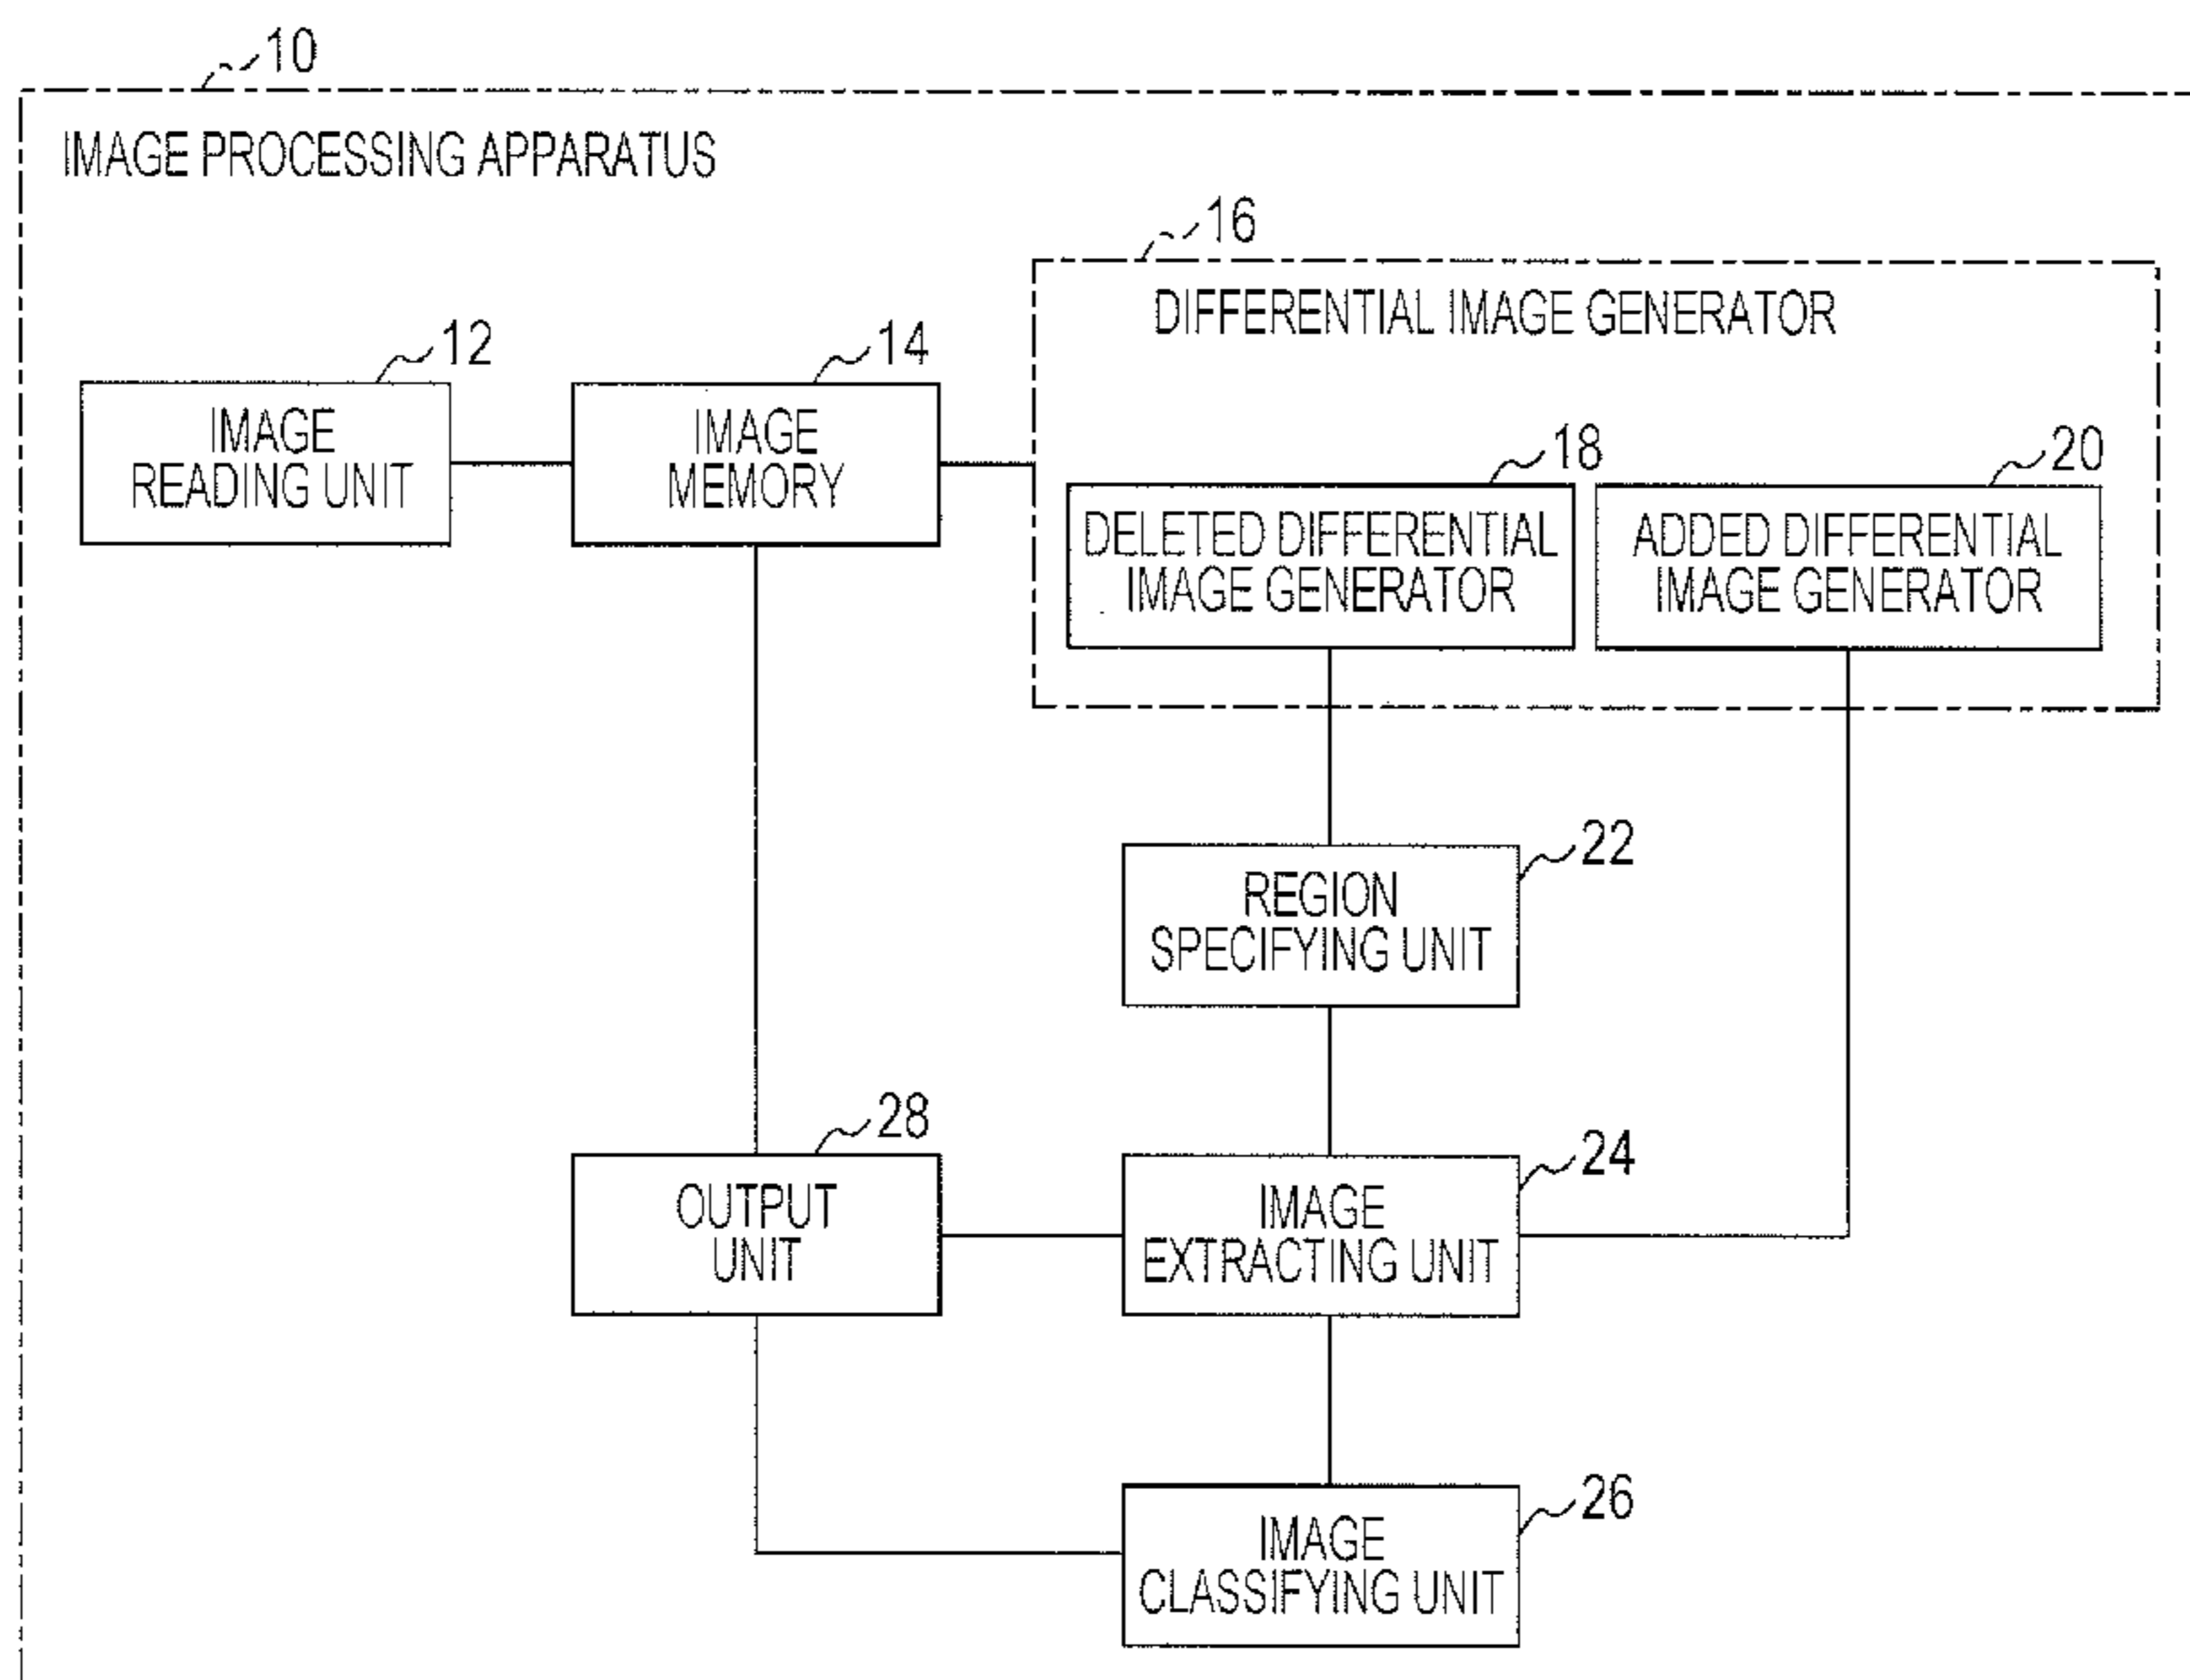 10
IMAGE PROCESSING APPARATUS
16
DIFFERENTIAL IMAGE GENERATOR
12
IMAGE
READING UNIT
14
IMAGE
MEMORY
18
DELETED DIFFERENTIAL
IMAGE GENERATOR
20
ADDED DIFFERENTIAL
IMAGE GENERATOR
22
REGION
SPECIFYING UNIT
28
OUTPUT
UNIT
24
IMAGE
EXTRACTING UNIT
26
IMAGE
CLASSIFYING UNIT